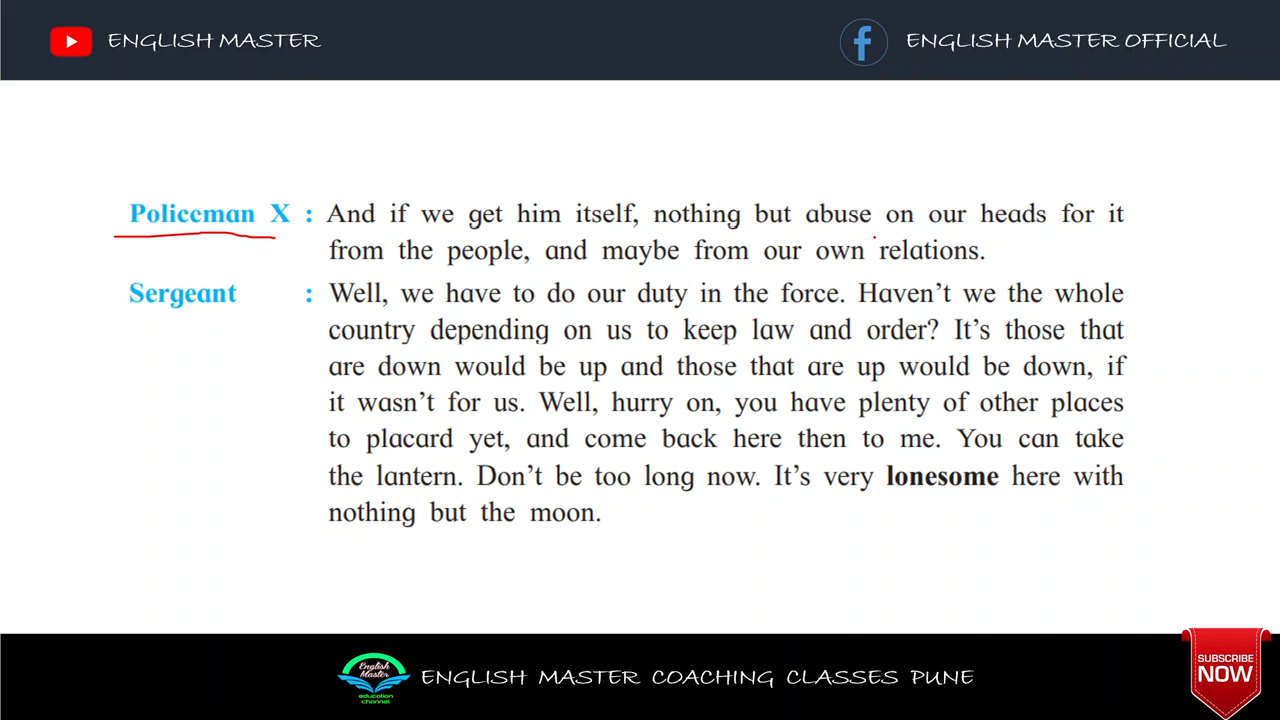 ENGLISH MASTER
ENGLISH MASTER OFFICIAL
Policeman X : And if we get him itself, nothing but abuse on our heads for it
from the people, and maybe from our own relations.
Sergeant : Well, we have to do our duty in the force. Haven't we the whole
country depending on us to keep law and order? It's those that
are down would be up and those that are up would be down, if
it wasn't for us. Well, hurry on, you have plenty of other places
to placard yet, and come back here then to me. You can take
the lantern. Don't be too long now. It's very lonesome here with
nothing but the moon.
English
Master
education
channel
ENGLISH MASTER COACHING CLASSES PUNE
SUBSCRIBE
NOW